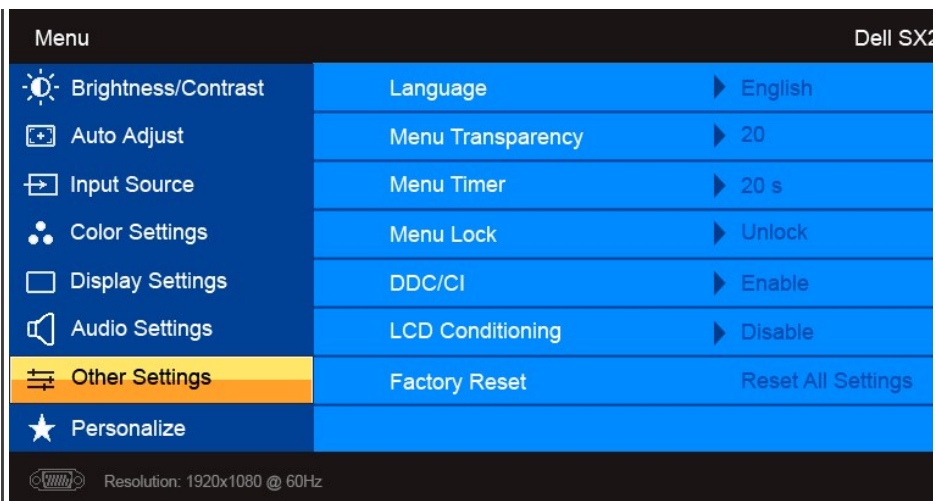 Menu Dell SX2
Brightness/Contrast Language English
Auto Adjust Menu Transparency 20
Input Source Menu Timer 20 s
Color Settings Menu Lock Unlock
Display Settings DDC/CI Enable
Audio Settings LCD Conditioning Disable
Other Settings Factory Reset Reset All Settings
Personalize
Resolution: 1920x1080 @ 60Hz